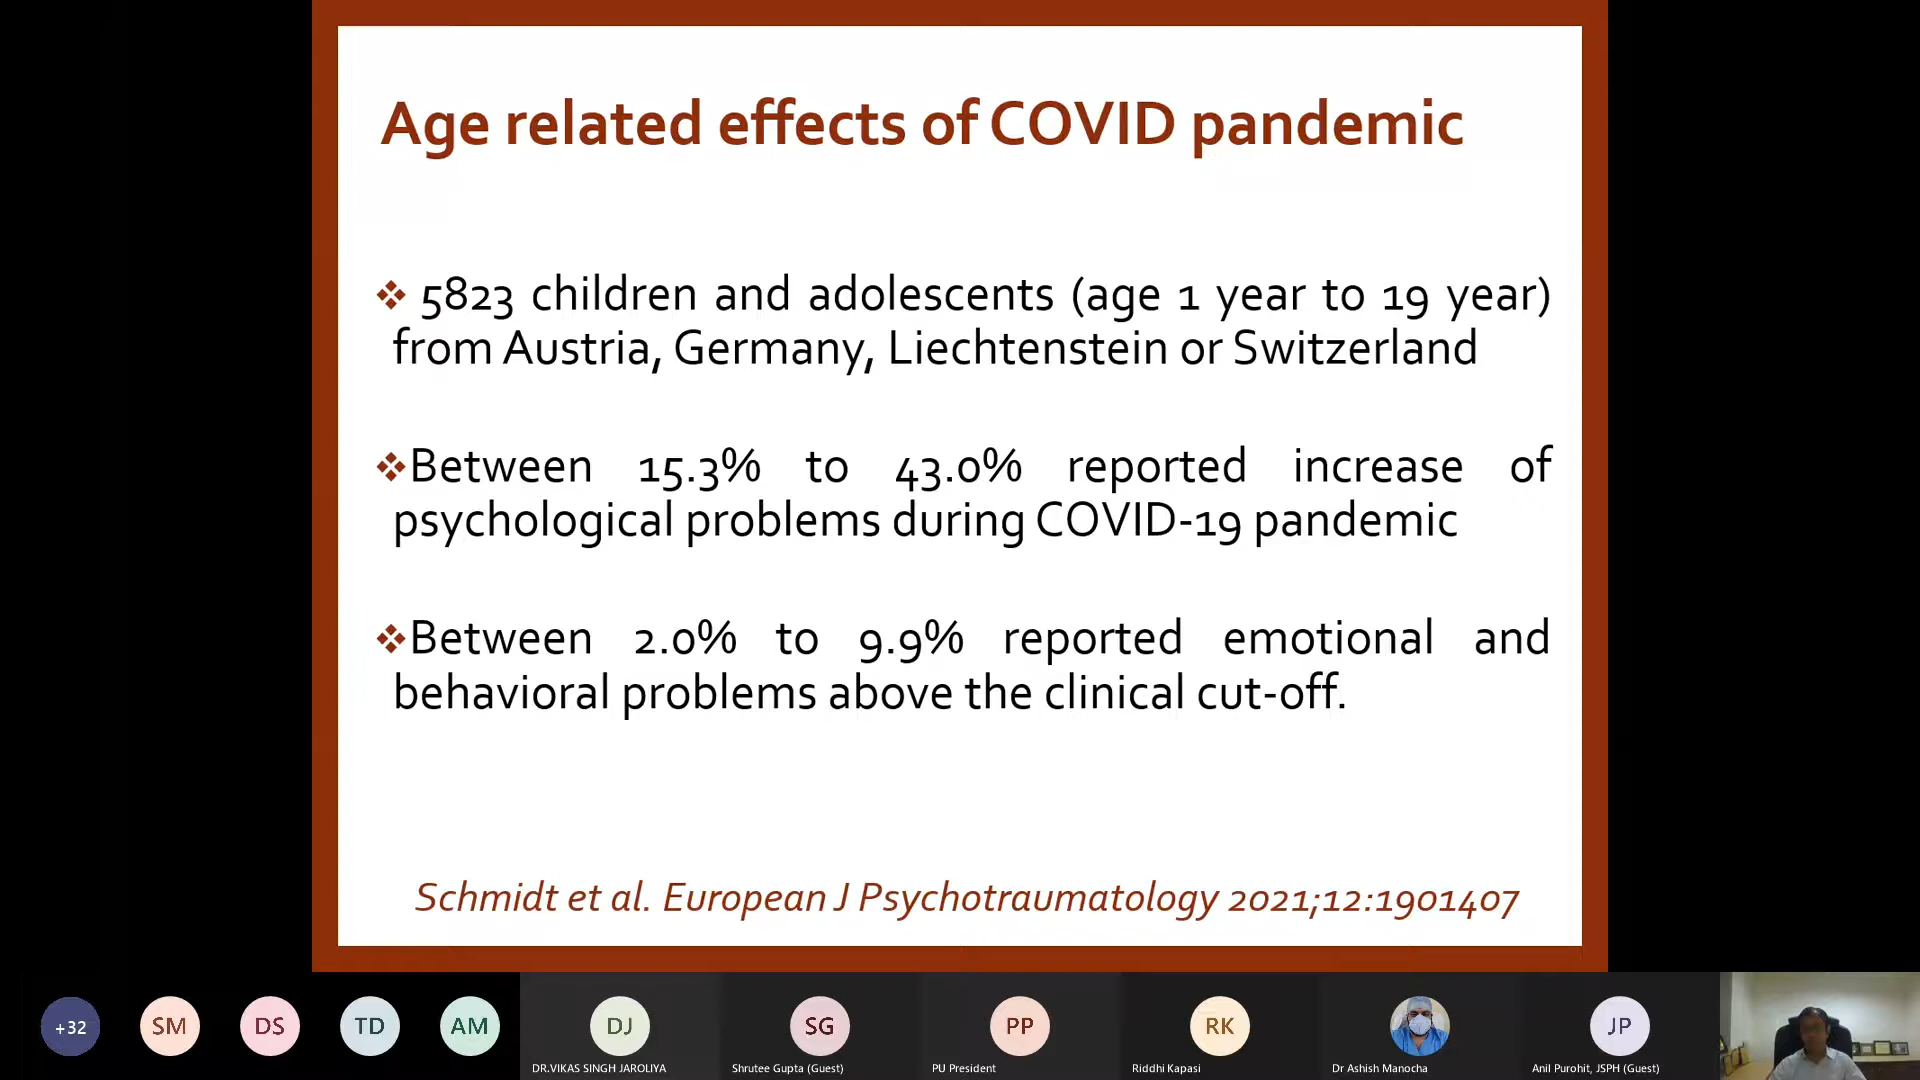 Age related effects of COVID pandemic
❖ 5823 children and adolescents (age 1 year to 19 year)
from Austria, Germany, Liechtenstein or Switzerland
❖Between 15.3% to 43.0% reported increase of
psychological problems during COVID-19 pandemic
❖Between 2.0% to 9.9% reported emotional and
behavioral problems above the clinical cut-off.
Schmidt et al. European J Psychotraumatology 2021;12:1901407
+32 SM DS TD AM DJ SG PP RK JP
DR.VIKAS SINGH JAROLIYA Shrutee Gupta (Guest) PU President Riddhi Kapasi Dr Ashish Manocha Anil Purohit, JSPH (Guest)